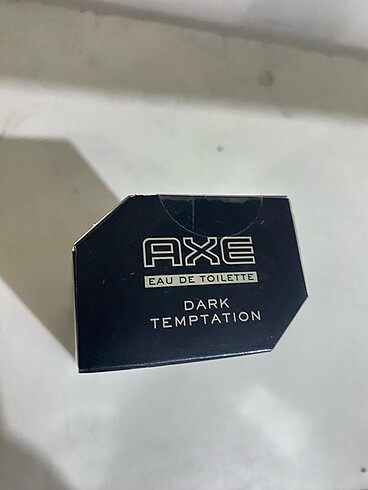 AXE
EAU DE TOILETTE
DARK
TEMPTATION